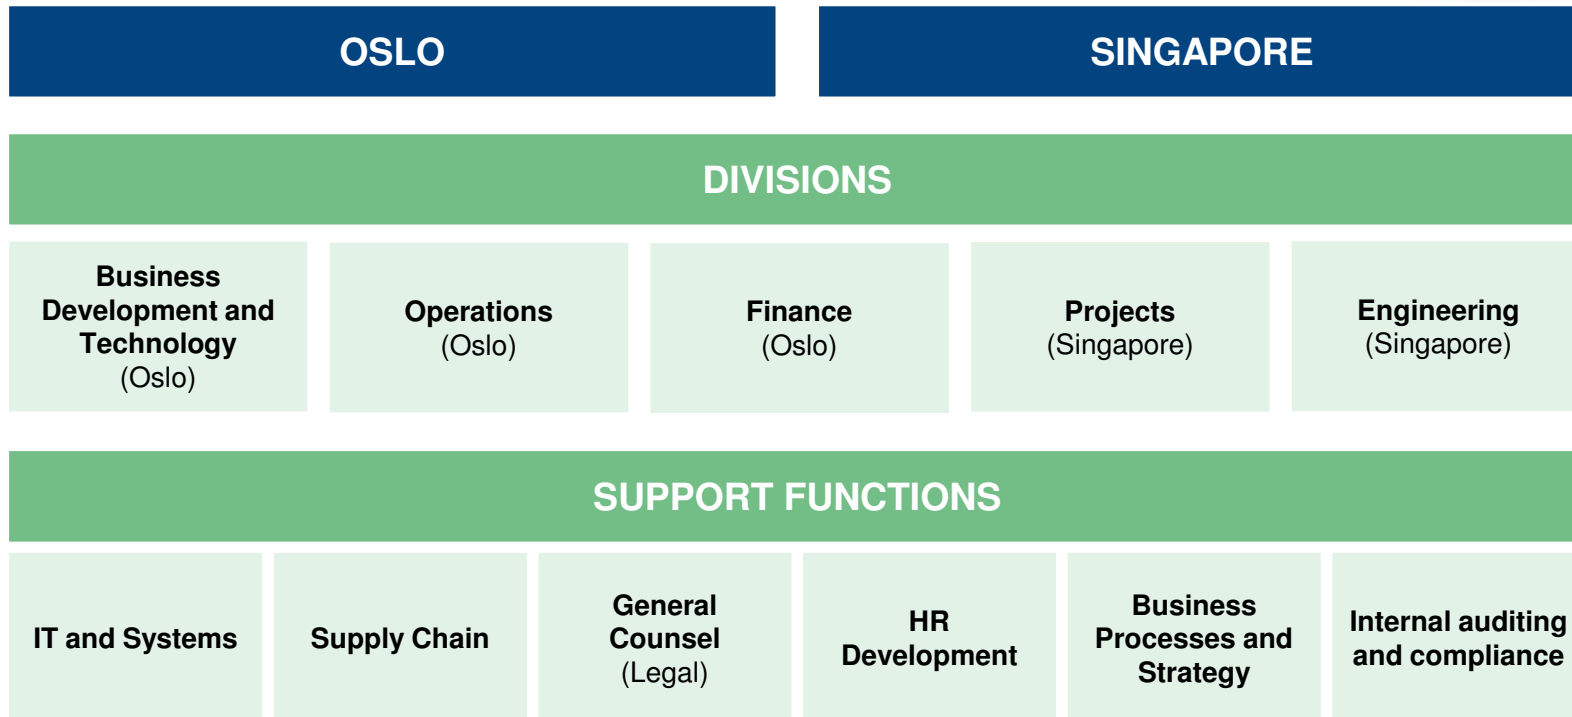 OSLO
SINGAPORE
DIVISIONS
Business
Development and
Technology
(Oslo)
Operations
(Oslo)
Finance
(Oslo)
Projects
(Singapore)
Engineering
(Singapore)
SUPPORT FUNCTIONS
IT and Systems
Supply Chain
General
Counsel
(Legal)
HR
Development
Business
Processes and
Strategy
Internal auditing
and compliance